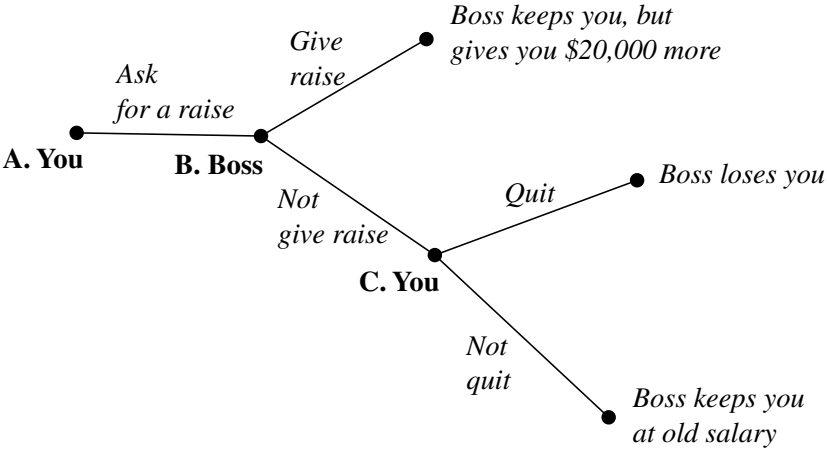 Boss keeps you, but
gives you $20,000 more
Give
raise
Ask
for a raise
A. You
B. Boss
Not
give raise
Quit
Boss loses you
C. You
Not
quit
Boss keeps you
at old salary